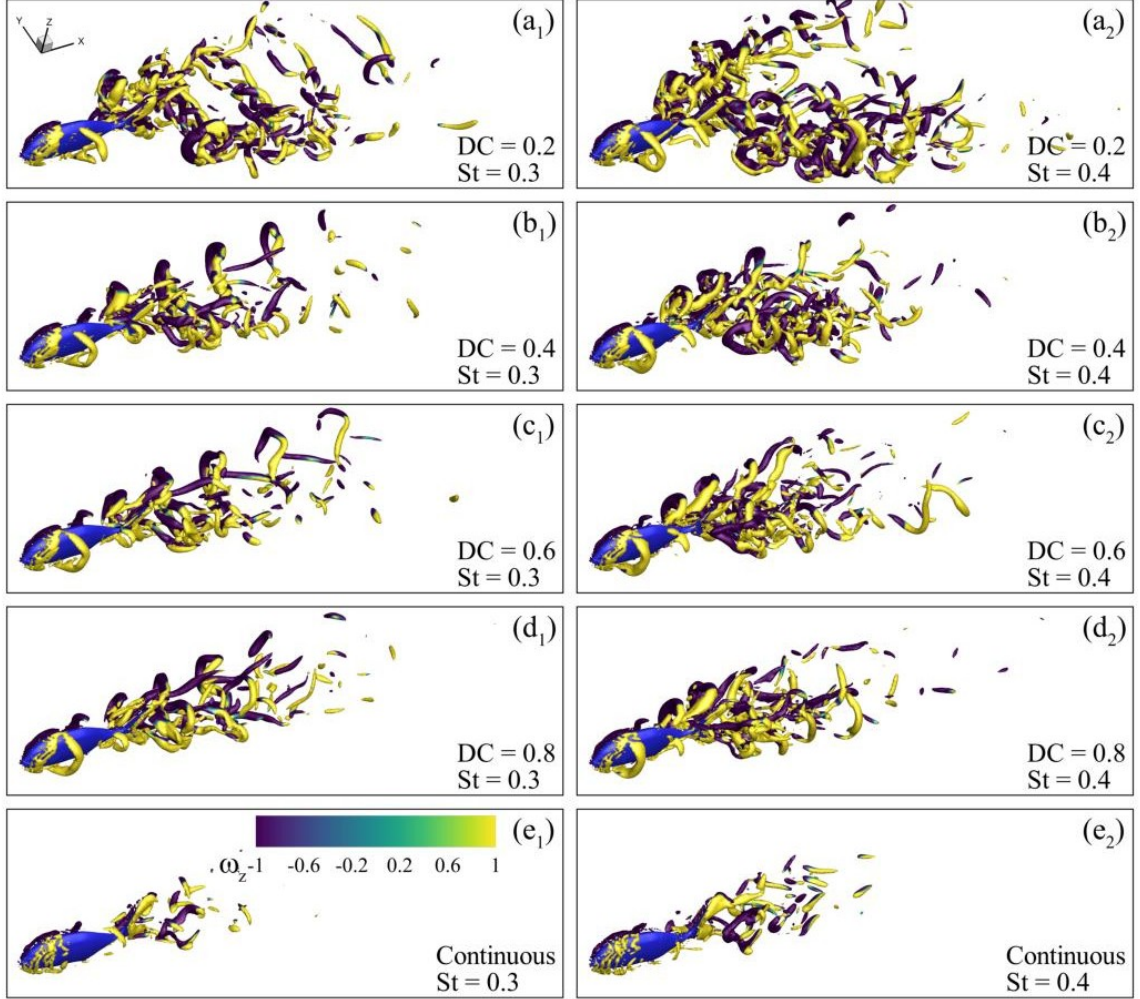 Y Z X
(a₁)
DC = 0.2
St = 0.3
(a₂)
DC = 0.2
St = 0.4
(b₁)
DC = 0.4
St = 0.3
(b₂)
DC = 0.4
St = 0.4
(c₁)
DC = 0.6
St = 0.3
(c₂)
DC = 0.6
St = 0.4
(d₁)
DC = 0.8
St = 0.3
(d₂)
DC = 0.8
St = 0.4
(e₁)
ω*z -1 -0.6 -0.2 0.2 0.6 1
Continuous
St = 0.3
(e₂)
Continuous
St = 0.4